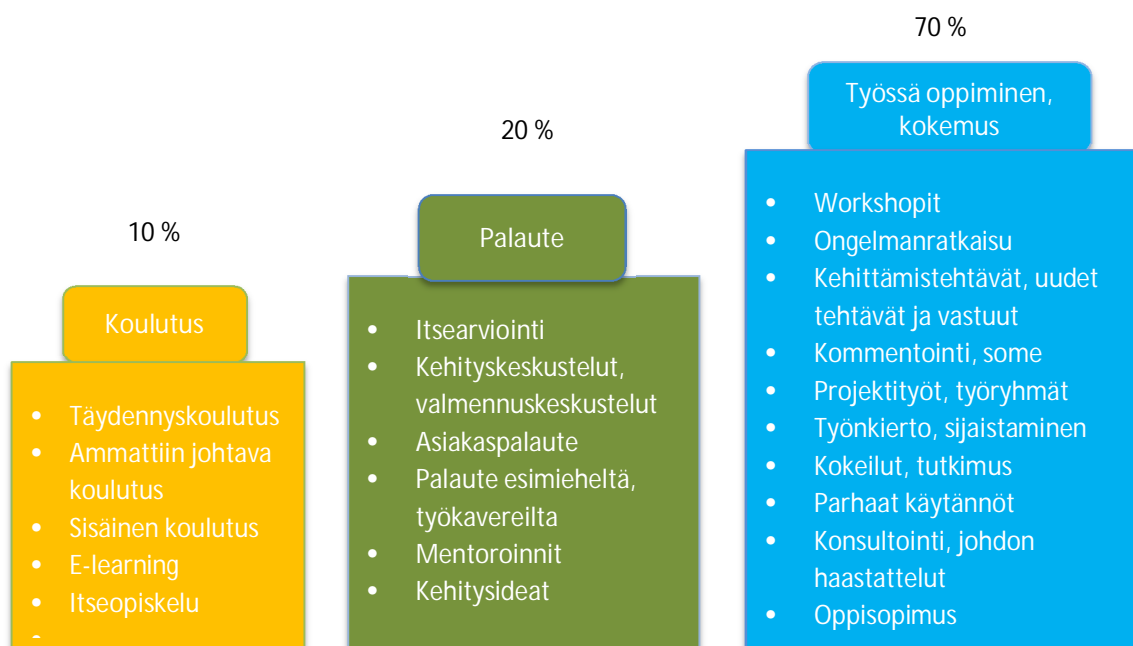 10 %
Koulutus
• Täydennyskoulutus
• Ammattiin johtava
koulutus
• Sisäinen koulutus
• E-learning
• Itseopiskelu
•
20 %
Palaute
• Itsearviointi
• Kehityskeskustelut,
valmennuskeskustelut
• Asiakaspalaute
• Palaute esimieheltä,
työkavereilta
• Mentoroinnit
• Kehitysideat
70 %
Työssä oppiminen,
kokemus
• Workshopit
• Ongelmanratkaisu
• Kehittämistehtävät, uudet
tehtävät ja vastuut
• Kommentointi, some
• Projektityöt, työryhmät
• Työnkierto, sijaistaminen
• Kokeilut, tutkimus
• Parhaat käytännöt
• Konsultointi, johdon
haastattelut
• Oppisopimus